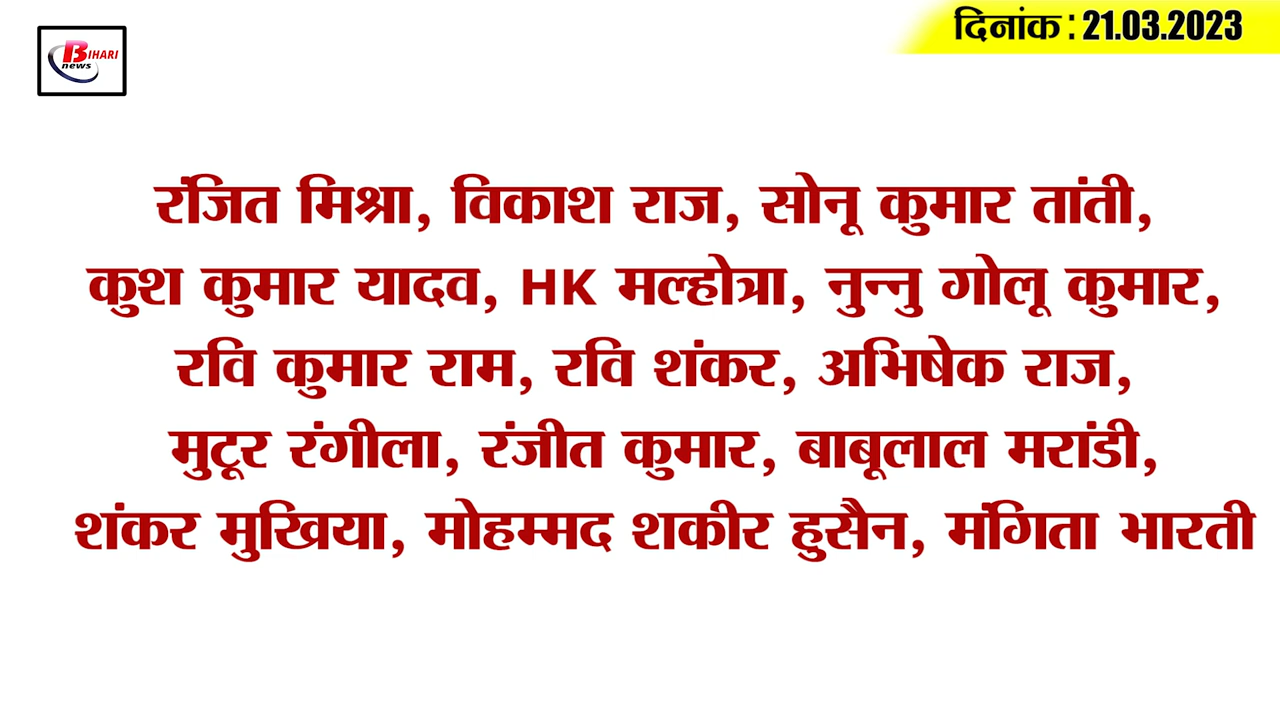 BIHARI
news
दिनांक : 21.03.2023
रंजित मिश्रा, विकाश राज, सोनू कुमार तांती,
कुश कुमार यादव, HK मल्होत्रा, नुन्नु गोलू कुमार,
रवि कुमार राम, रवि शंकर, अभिषेक राज,
मुटूर रंगीला, रंजीत कुमार, बाबूलाल मरांडी,
शंकर मुखिया, मोहम्मद शकीर हुसैन, मंगिता भारती